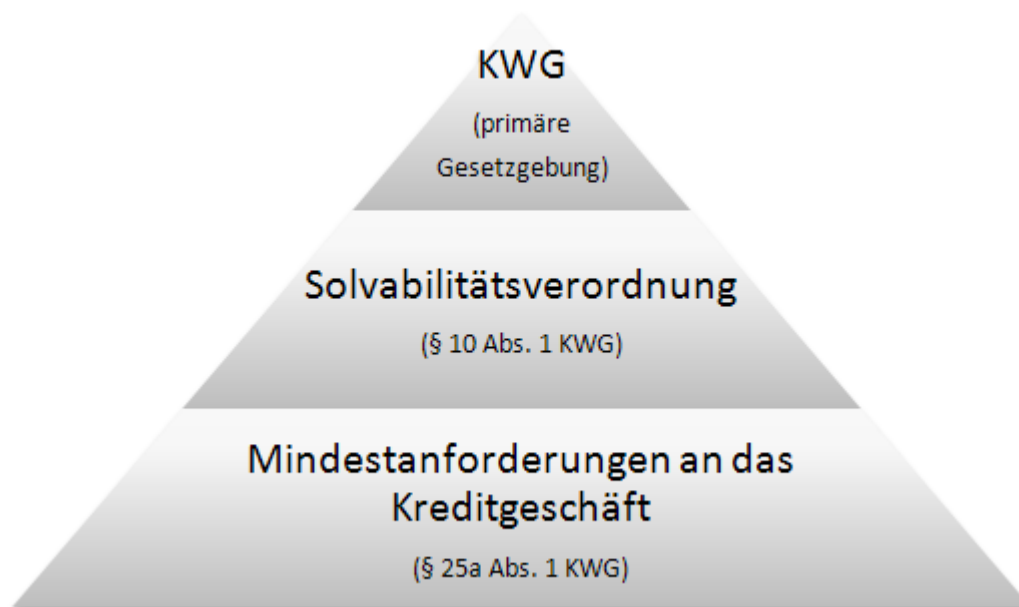 KWG
(primäre
Gesetzgebung)
Solvabilitätsverordnung
(§ 10 Abs. 1 KWG)
Mindestanforderungen an das
Kreditgeschäft
(§ 25a Abs. 1 KWG)